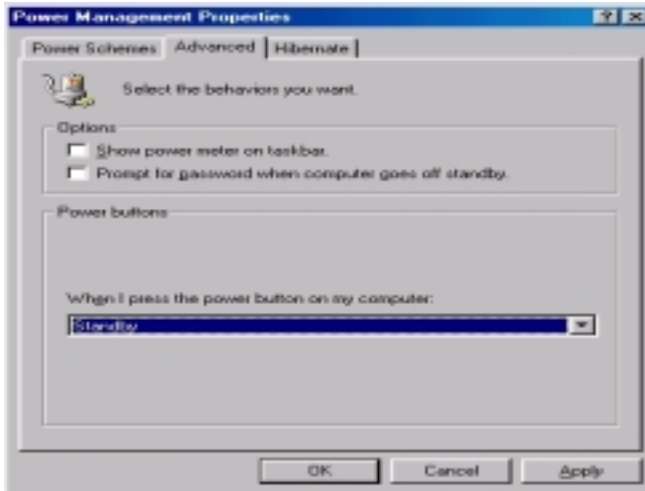 Power Management Properties
Power Schemes Advanced Hibernate
Select the behaviors you want.
Options
Show power meter on taskbar.
Prompt for password when computer goes off standby.
Power buttons
When I press the power button on my computer:
Standby
OK Cancel Apply